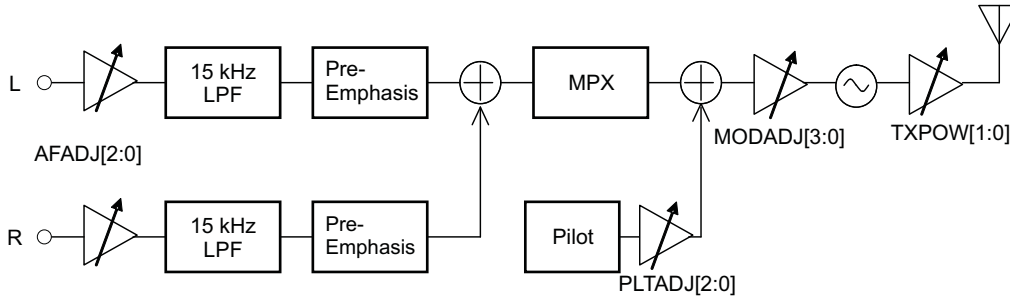 L
15 kHz
LPF
Pre-
Emphasis
MPX
AFADJ[2:0]
MODADJ[3:0]
TXPOW[1:0]
R
15 kHz
LPF
Pre-
Emphasis
Pilot
PLTADJ[2:0]